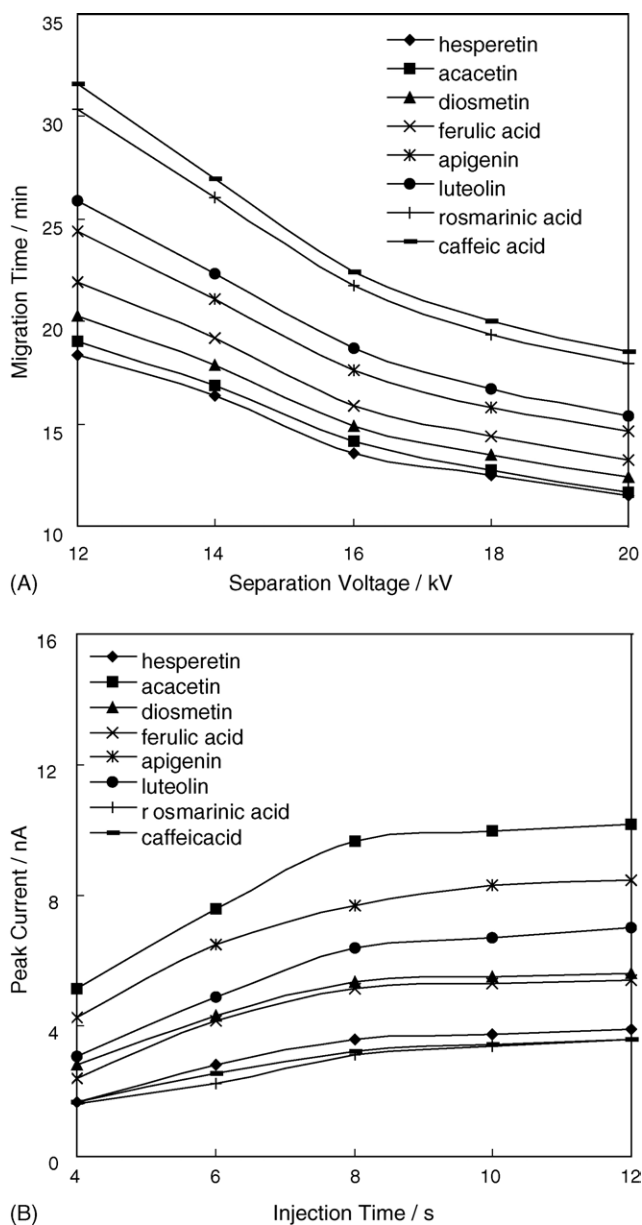 35
30
25
20
15
10
Migration Time / min
hesperetin
acacetin
diosmetin
ferulic acid
apigenin
luteolin
rosmarinic acid
caffeic acid
12 14 16 18 20
(A) Separation Voltage / kV
16
12
8
4
0
Peak Current / nA
hesperetin
acacetin
diosmetin
ferulic acid
apigenin
luteolin
r osmarinic acid
caffeicacid
4 6 8 10 12
(B) Injection Time / s